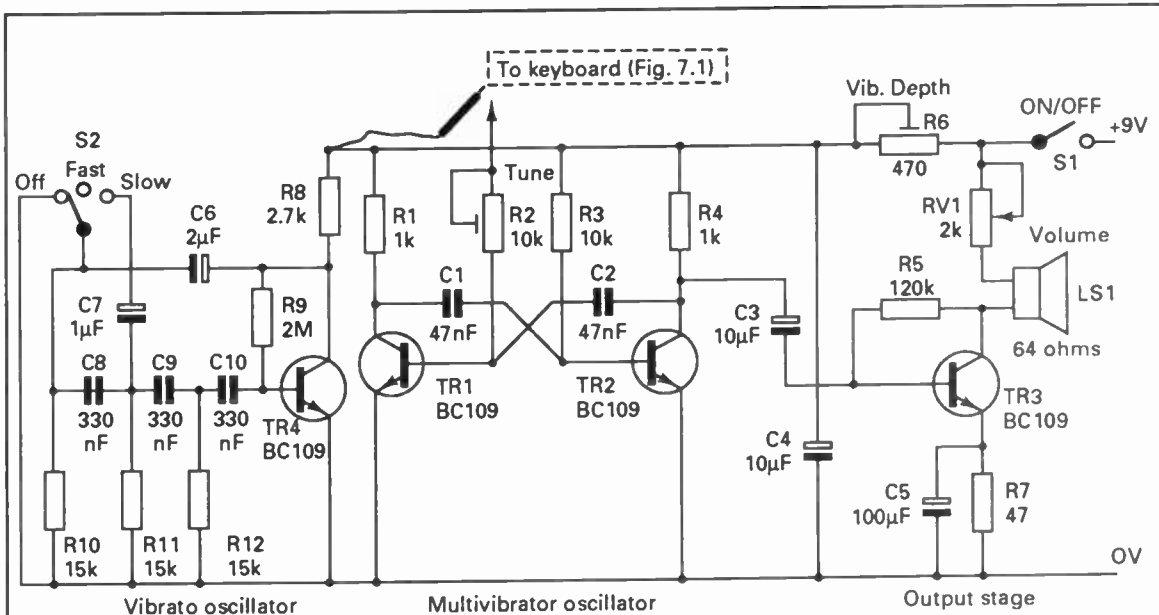 To keyboard (Fig. 7.1)
Vib. Depth
ON/OFF
+9V
S1
R6
470
S2
Off
Fast
Slow
Tune
C6
2µF
R8
2.7k
R1
1k
R2
10k
R3
10k
R4
1k
RV1
2k
Volume
LS1
64 ohms
R5
120k
C7
1µF
R9
2M
C1
47nF
C2
47nF
C3
10µF
C8
330
nF
C9
330
nF
C10
330
nF
TR4
BC109
TR1
BC109
TR2
BC109
TR3
BC109
C4
10µF
C5
100µF
R7
47
R10
15k
R11
15k
R12
15k
OV
Vibrato oscillator
Multivibrator oscillator
Output stage